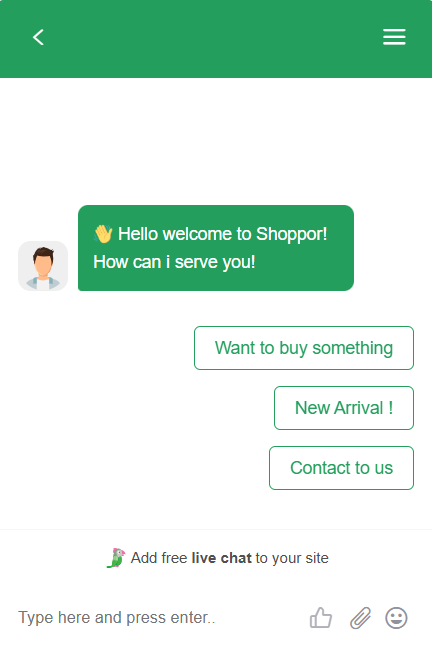 👋 Hello welcome to Shoppor!
How can i serve you!
Want to buy something
New Arrival !
Contact to us
Add free live chat to your site
Type here and press enter..